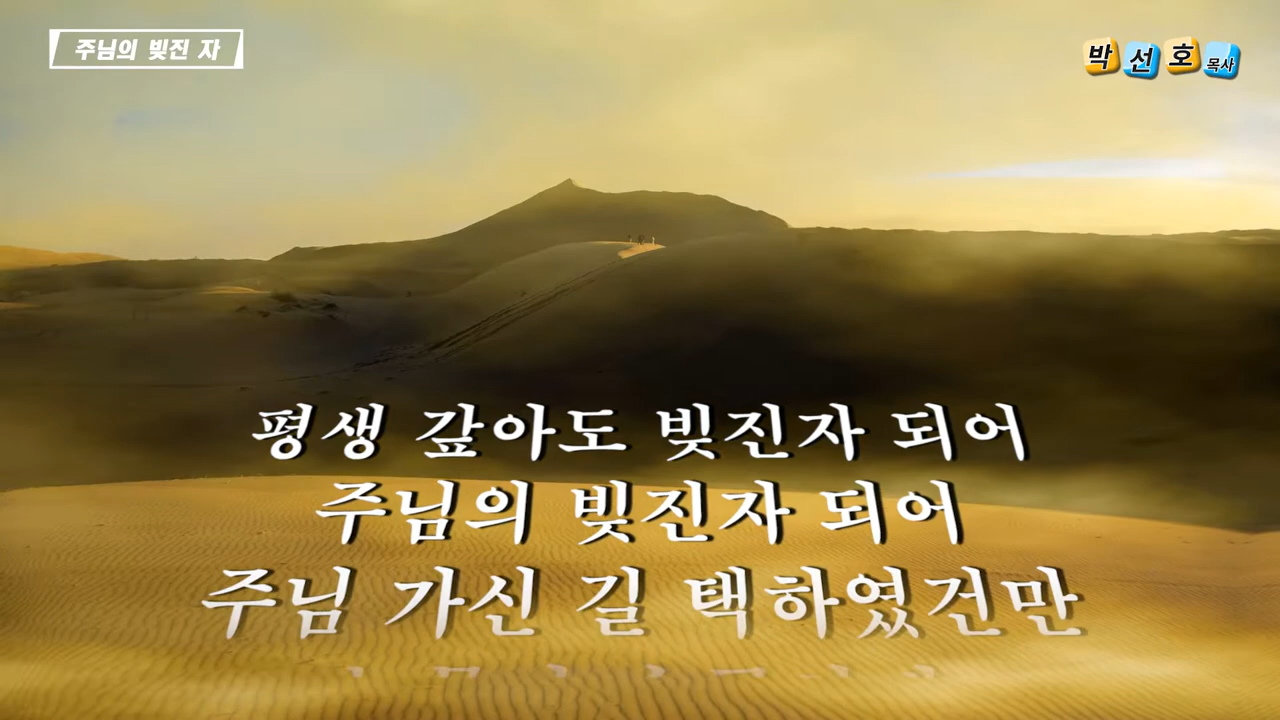 주님의 빚진 자
박선호 목사
평생 갚아도 빚진자 되어
주님의 빚진자 되어
주님 가신 길 택하였건만